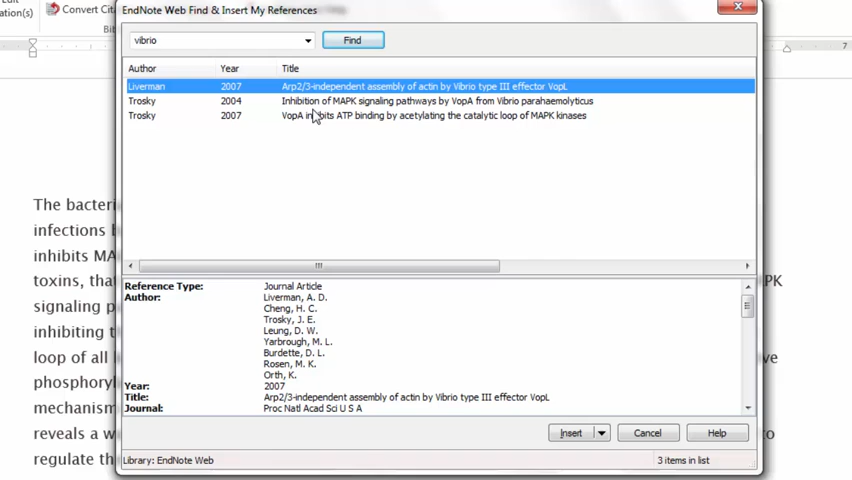 Edit
ation(s)
Convert Cit
EndNote Web Find & Insert My References
vibrio
Find
7
Author Year Title
Liverman 2007 Arp2/3-independent assembly of actin by Vibrio type III effector VopL
Trosky 2004 Inhibition of MAPK signaling pathways by VopA from Vibrio parahaemolyticus
Trosky 2007 VopA inhibits ATP binding by acetylating the catalytic loop of MAPK kinases
The bacteri
infections b
inhibits MA
toxins, that PK
signaling p
inhibiting t
loop of all ve
phosphoryl
mechanism
reveals a w to
regulate th
Reference Type: Journal Article
Author: Liverman, A. D.
Cheng, H. C.
Trosky, J. E.
Leung, D. W.
Yarbrough, M. L.
Burdette, D. L.
Rosen, M. K.
Orth, K.
Year: 2007
Title: Arp2/3-independent assembly of actin by Vibrio type III effector VopL
Journal: Proc Natl Acad Sci U S A
Insert Cancel Help
Library: EndNote Web 3 items in list